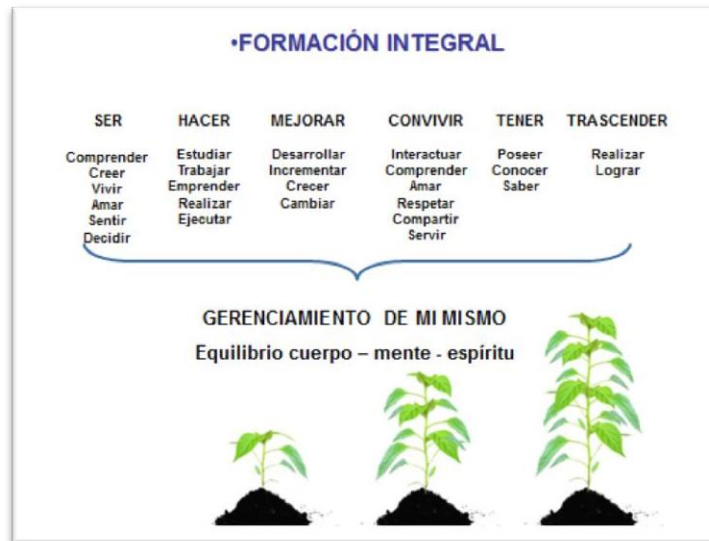 •FORMACIÓN INTEGRAL
SER HACER MEJORAR CONVIVIR TENER TRASCENDER
Comprender Estudiar Desarrollar Interactuar Poseer Realizar
Creer Trabajar Incrementar Comprender Conocer Lograr
Vivir Emprender Crecer Amar Saber
Amar Realizar Cambiar Respetar
Sentir Ejecutar Compartir
Decidir Servir
GERENCIAMIENTO DE MI MISMO
Equilibrio cuerpo – mente - espíritu